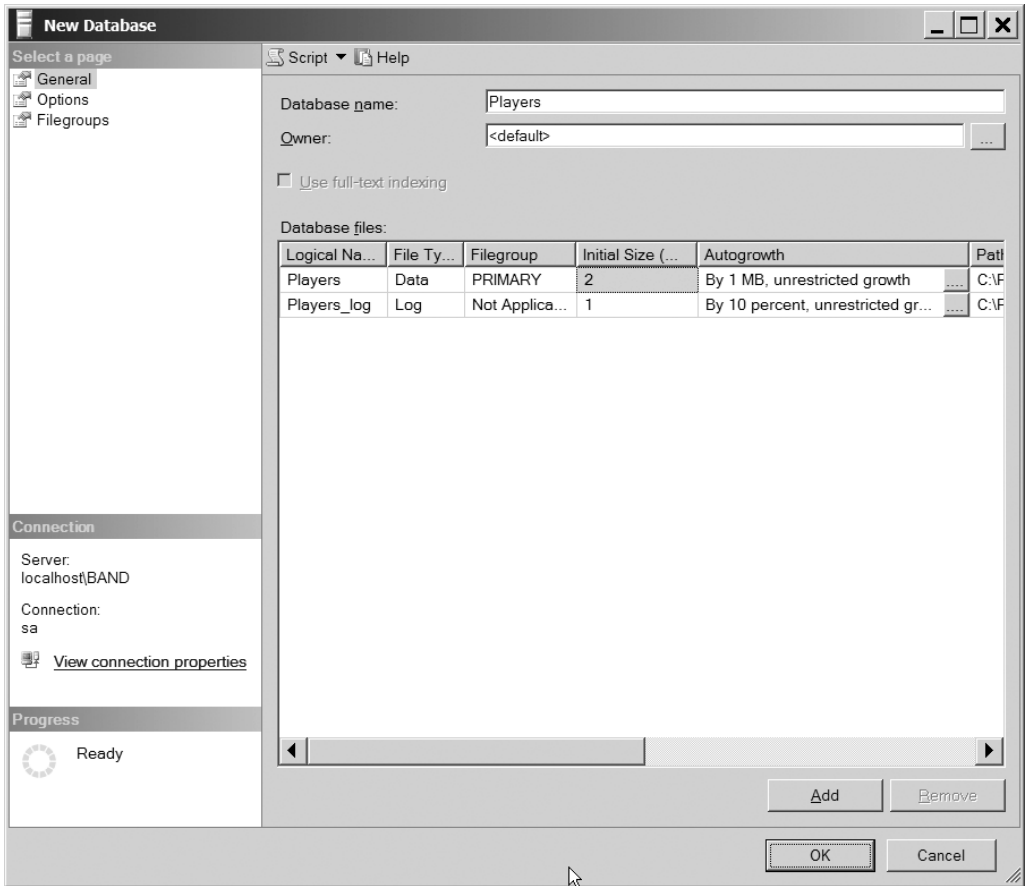 New Database
Select a page
General
Options
Filegroups
Script Help
Database name: Players
Owner: <default> ...
Use full-text indexing
Database files:
Logical Na... File Ty... Filegroup Initial Size (... Autogrowth Path
Players Data PRIMARY 2 By 1 MB, unrestricted growth .... C:\P
Players_log Log Not Applica... 1 By 10 percent, unrestricted gr... .... C:\P
Connection
Server:
localhost\BAND
Connection:
sa
View connection properties
Progress
Ready
Add Remove
OK Cancel